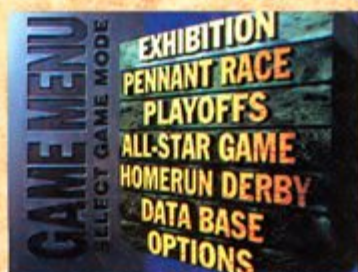 GAME MENU
SELECT GAME MODE
EXHIBITION
PENNANT RACE
PLAYOFFS
ALL-STAR GAME
HOMERUN DERBY
DATA BASE
OPTIONS